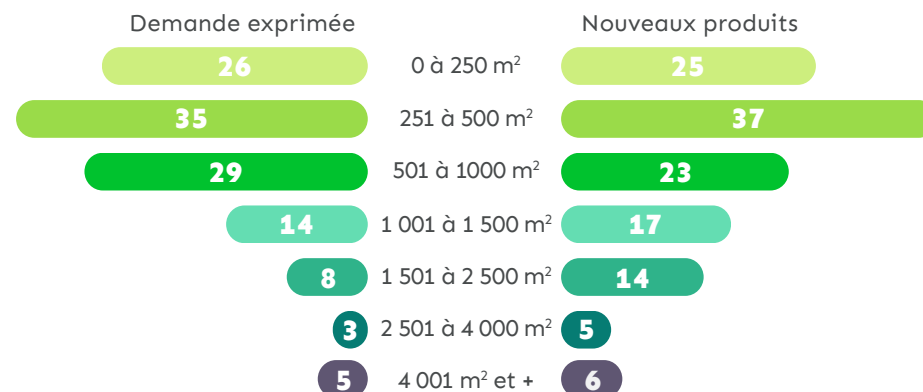 Demande exprimée Nouveaux produits
26 0 à 250 m² 25
35 251 à 500 m² 37
29 501 à 1000 m² 23
14 1 001 à 1 500 m² 17
8 1 501 à 2 500 m² 14
3 2 501 à 4 000 m² 5
5 4 001 m² et + 6